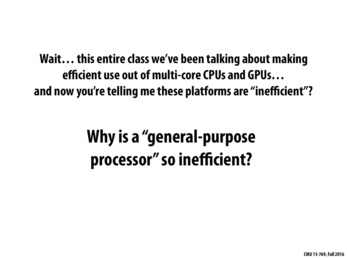 Wait… this entire class we’ve been talking about making
efficient use out of multi-core CPUs and GPUs…
and now you’re telling me these platforms are “inefficient”?
Why is a “general-purpose
processor” so inefficient?
CMU 15-769, Fall 2016